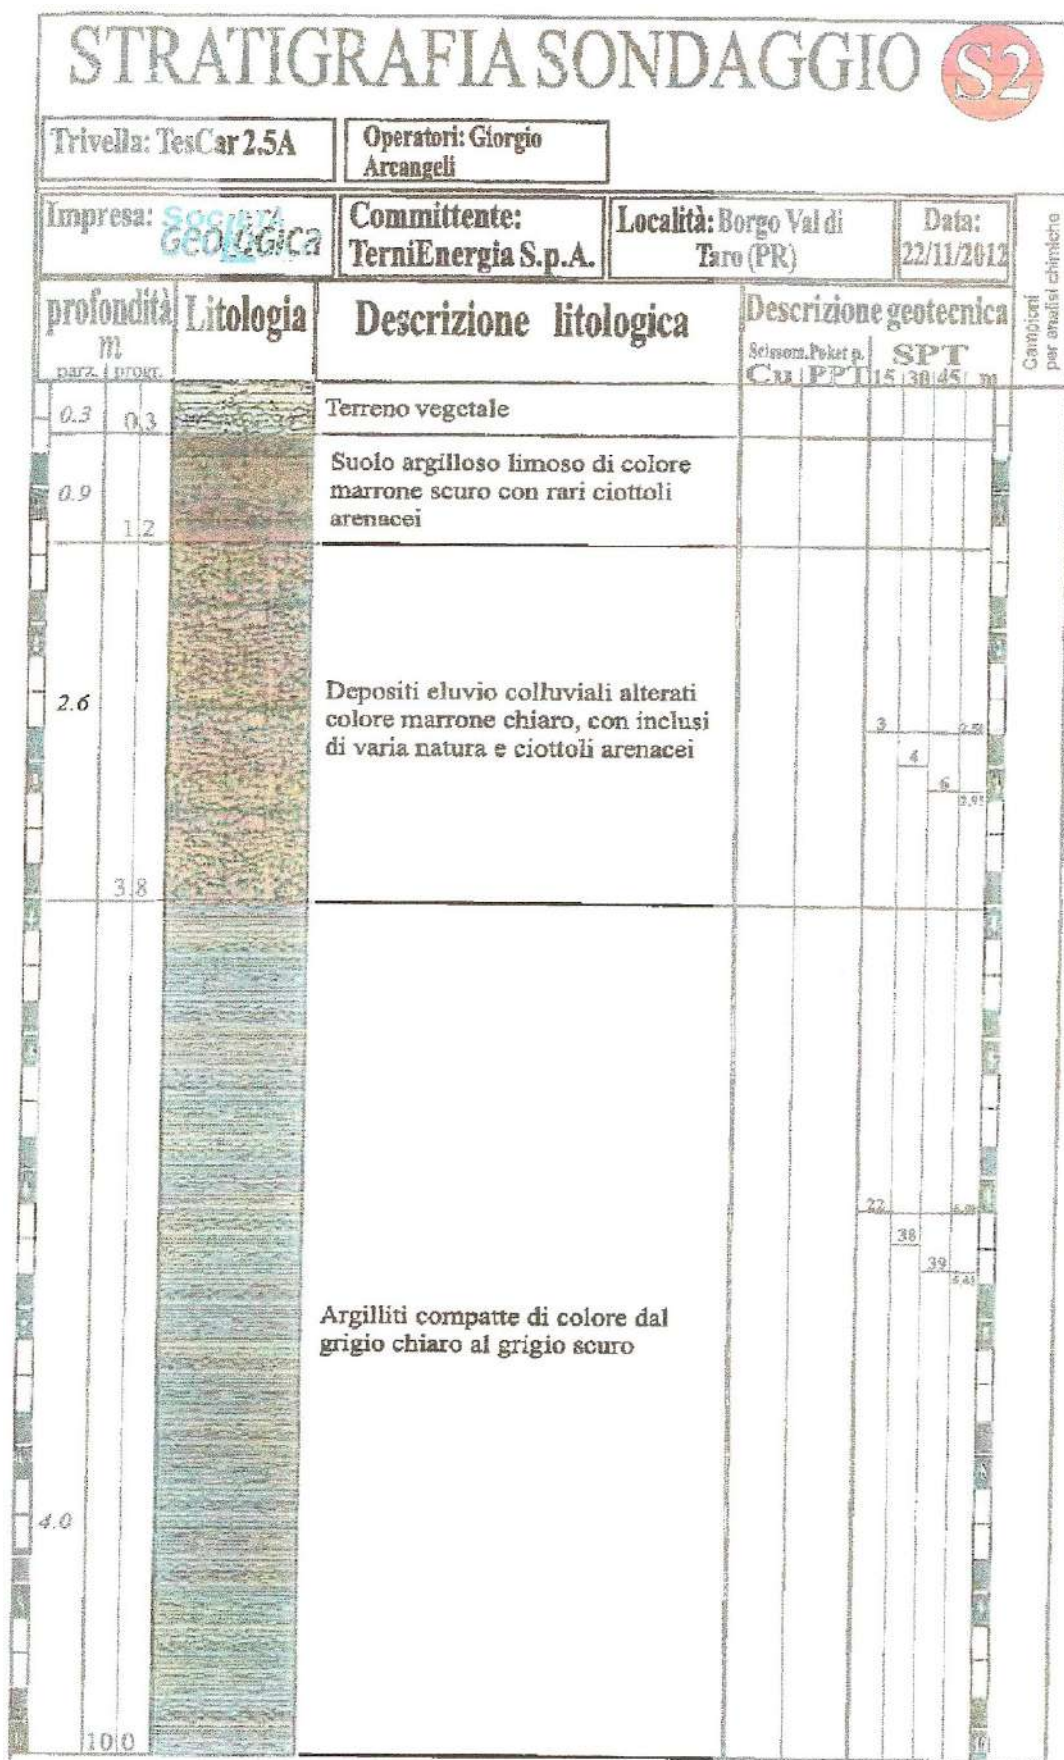 STRATIGRAFIA SONDAGGIO S2
Trivella: TesCar 2.5A
Operatori: Giorgio
Arcangeli
Impresa: SOCIETÀ
GEOLOGICA
Committente:
TerniEnergia S.p.A.
Località: Borgo Val di
Taro (PR)
Data:
22/11/2012
Campioni
per analisi chimiche
profondità
m
parz. progr.
Litologia
Descrizione litologica
Descrizione geotecnica
Scissom. Poket p.
Cu PPT
SPT
15 30 45 m
0.3 0.3
Terreno vegetale
0.9
1.2
Suolo argilloso limoso di colore
marrone scuro con rari ciottoli
arenacei
2.6
3.8
Depositi eluvio colluviali alterati
colore marrone chiaro, con inclusi
di varia natura e ciottoli arenacei
3
4
6
22
38
39
Argilliti compatte di colore dal
grigio chiaro al grigio scuro
4.0
10.0